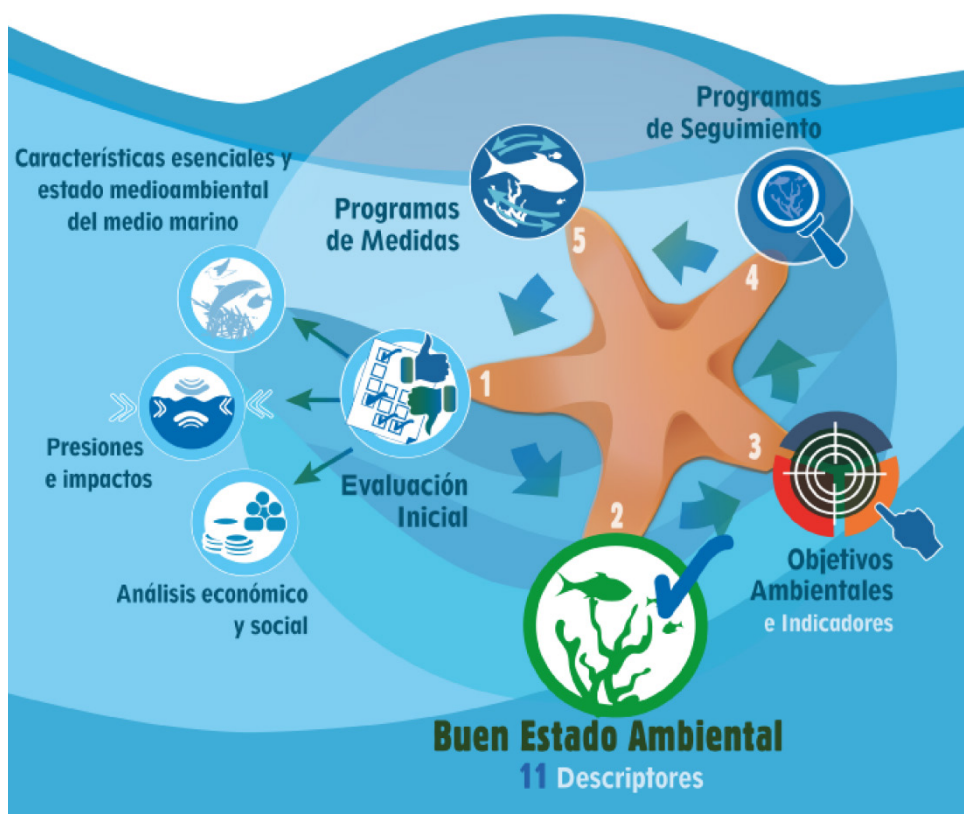 Programas
de Seguimiento
Características esenciales y
estado medioambiental
del medio marino
Programas
de Medidas
5
4
1
Presiones
e impactos
3
Evaluación
Inicial
2
Objetivos
Ambientales
e Indicadores
Análisis económico
y social
Buen Estado Ambiental
11 Descriptores